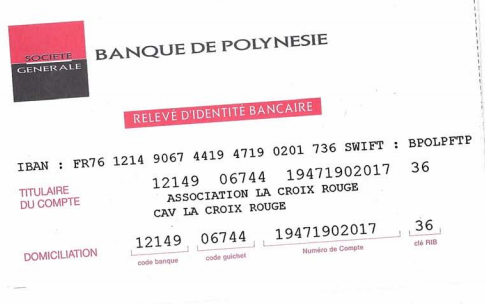 SOCIETE
GENERALE
BANQUE DE POLYNESIE
RELEVÉ D'IDENTITÉ BANCAIRE
IBAN : FR76 1214 9067 4419 4719 0201 736 SWIFT : BPOLPFTP
TITULAIRE
DU COMPTE
12149 06744 19471902017 36
ASSOCIATION LA CROIX ROUGE
CAV LA CROIX ROUGE
DOMICILIATION
12149 06744 19471902017 36
code banque code guichet Numéro de Compte clé RIB